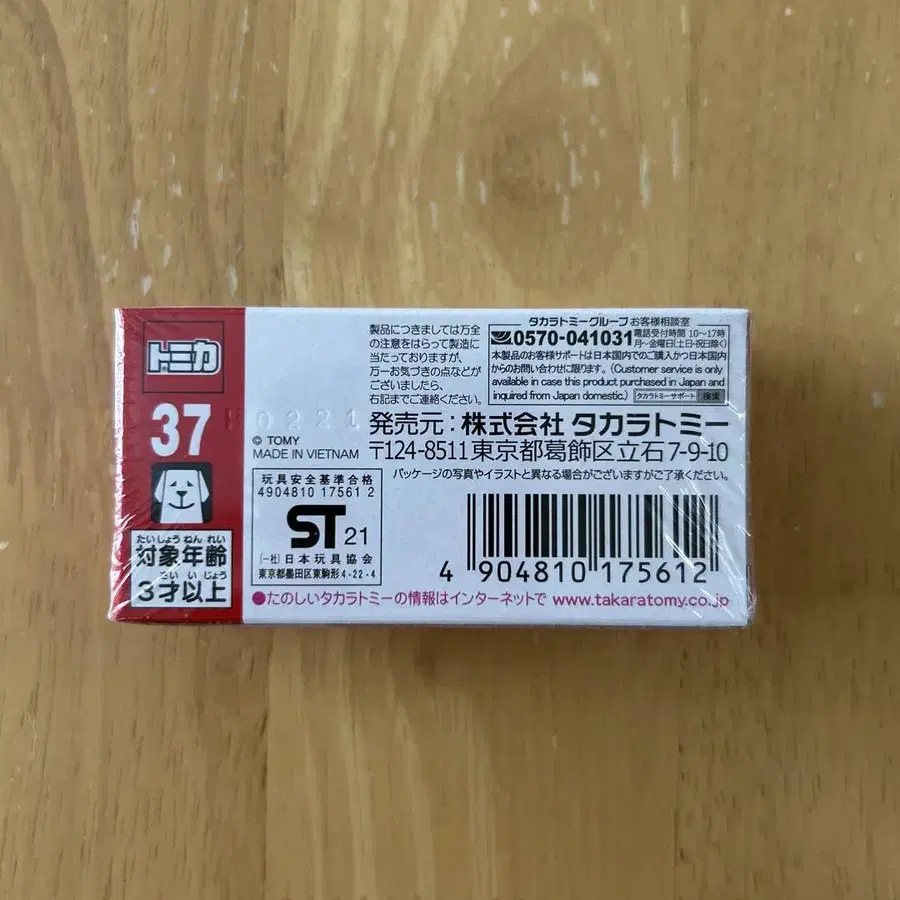 トミカ
37
対象年齢
たいしょうねんれい
3才以上
さいいじょう
© TOMY
MADE IN VIETNAM
玩具安全基準合格
4904810 17561 2
ST 21
(一社)日本玩具協会
東京都墨田区東駒形4-22-4
製品につきましては万全
の注意をはらって製造に
当たっておりますが、
万一お気づきの点などが
ございましたら、
右記までご連絡ください。
タカラトミーグループ お客様相談室
0570-041031 電話受付時間 10~17時
月~金曜日(土・日・祝日除く)
本製品のお客様サポートは日本国内でのご購入かつ日本国内
からのお問い合わせに限ります。(Customer service is only
available in case this product purchased in Japan and
inquired from Japan domestic.) タカラトミーサポート 検索
発売元:株式会社 タカラトミー
〒124-8511東京都葛飾区立石7-9-10
パッケージの写真やイラストと異なる場合がございますがご了承ください。
4 904810 175612
●たのしいタカラトミーの情報はインターネットで www.takaratomy.co.jp